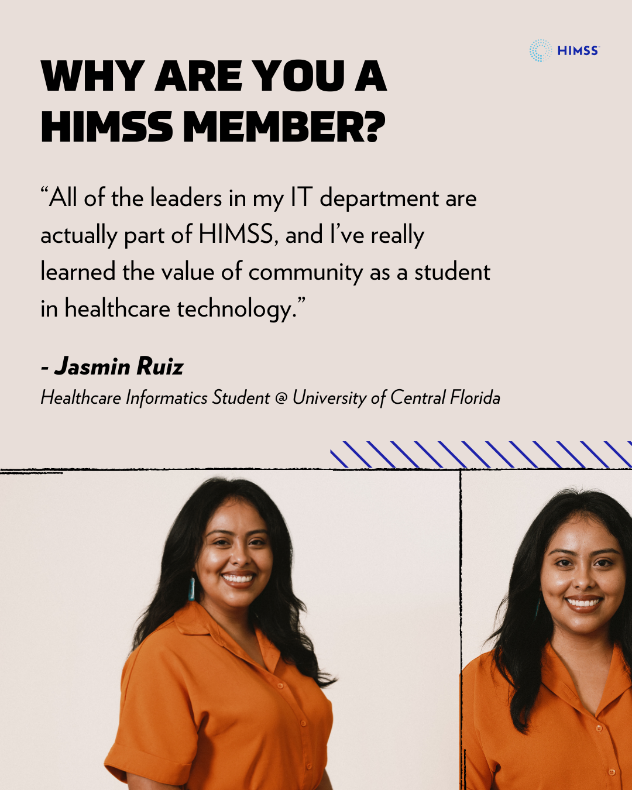 HIMSS
WHY ARE YOU A
HIMSS MEMBER?
“All of the leaders in my IT department are
actually part of HIMSS, and I’ve really
learned the value of community as a student
in healthcare technology.”
- Jasmin Ruiz
Healthcare Informatics Student @ University of Central Florida